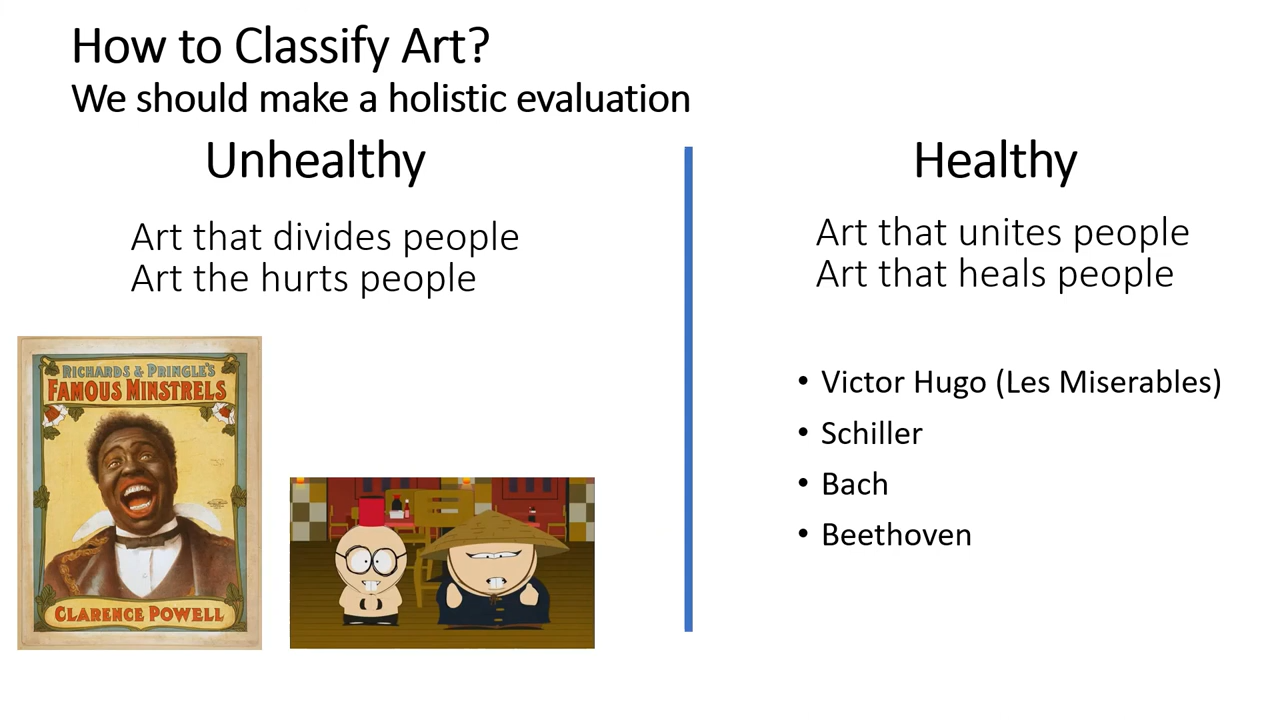 How to Classify Art?
We should make a holistic evaluation
Unhealthy
Art that divides people
Art the hurts people
RICHARDS & PRINGLE'S
FAMOUS MINSTRELS
CLARENCE POWELL
Healthy
Art that unites people
Art that heals people
• Victor Hugo (Les Miserables)
• Schiller
• Bach
• Beethoven